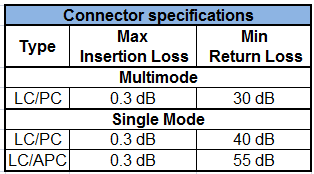 Connector specifications
Type Max Insertion Loss Min Return Loss
Multimode
LC/PC 0.3 dB 30 dB
Single Mode
LC/PC 0.3 dB 40 dB
LC/APC 0.3 dB 55 dB